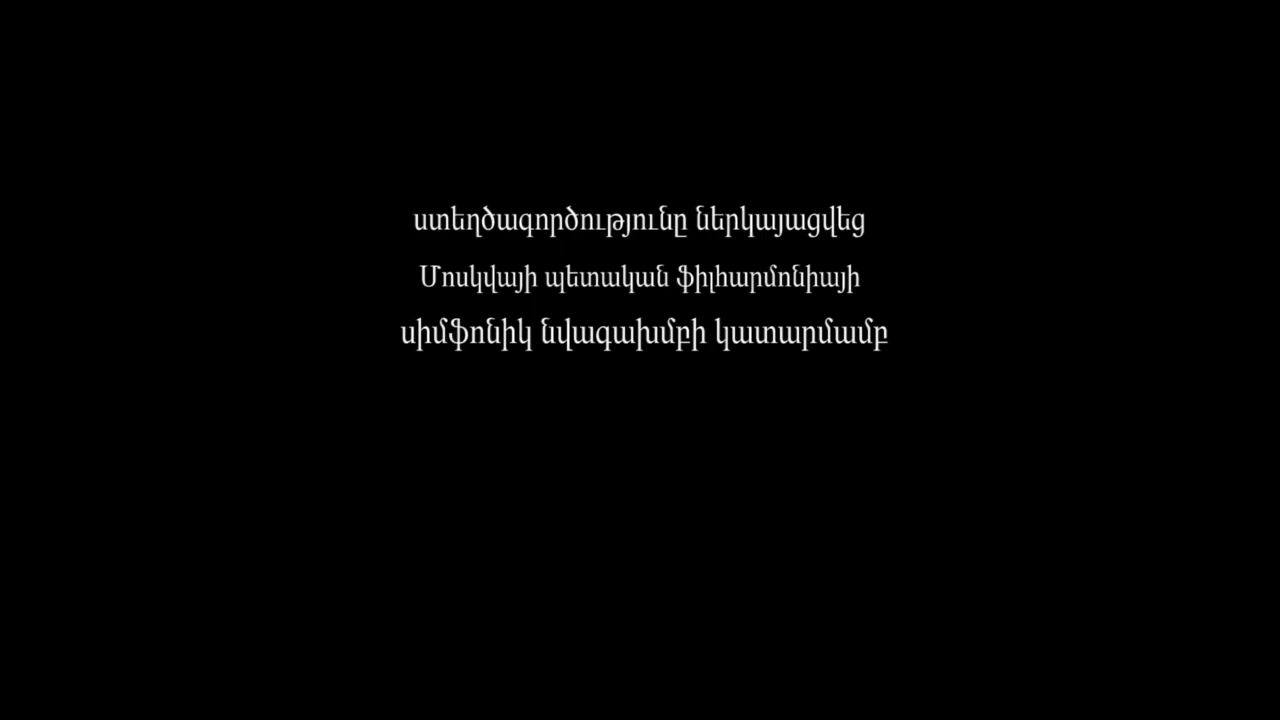 ստեղծագործությունը ներկայացվեց
Մոսկվայի պետական ֆիլհարմոնիայի
սիմֆոնիկ նվագախմբի կատարմամբ